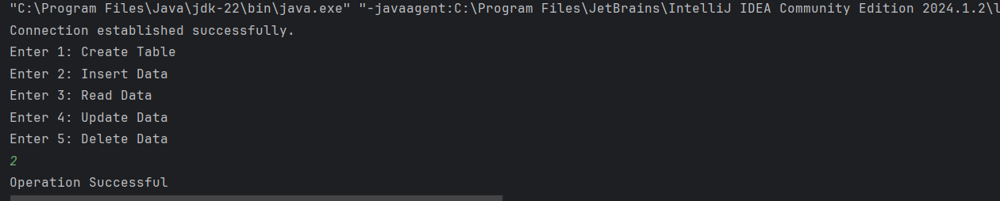 "C:\Program Files\Java\jdk-22\bin\java.exe" "-javaagent:C:\Program Files\JetBrains\IntelliJ IDEA Community Edition 2024.1.2\l
Connection established successfully.
Enter 1: Create Table
Enter 2: Insert Data
Enter 3: Read Data
Enter 4: Update Data
Enter 5: Delete Data
2
Operation Successful